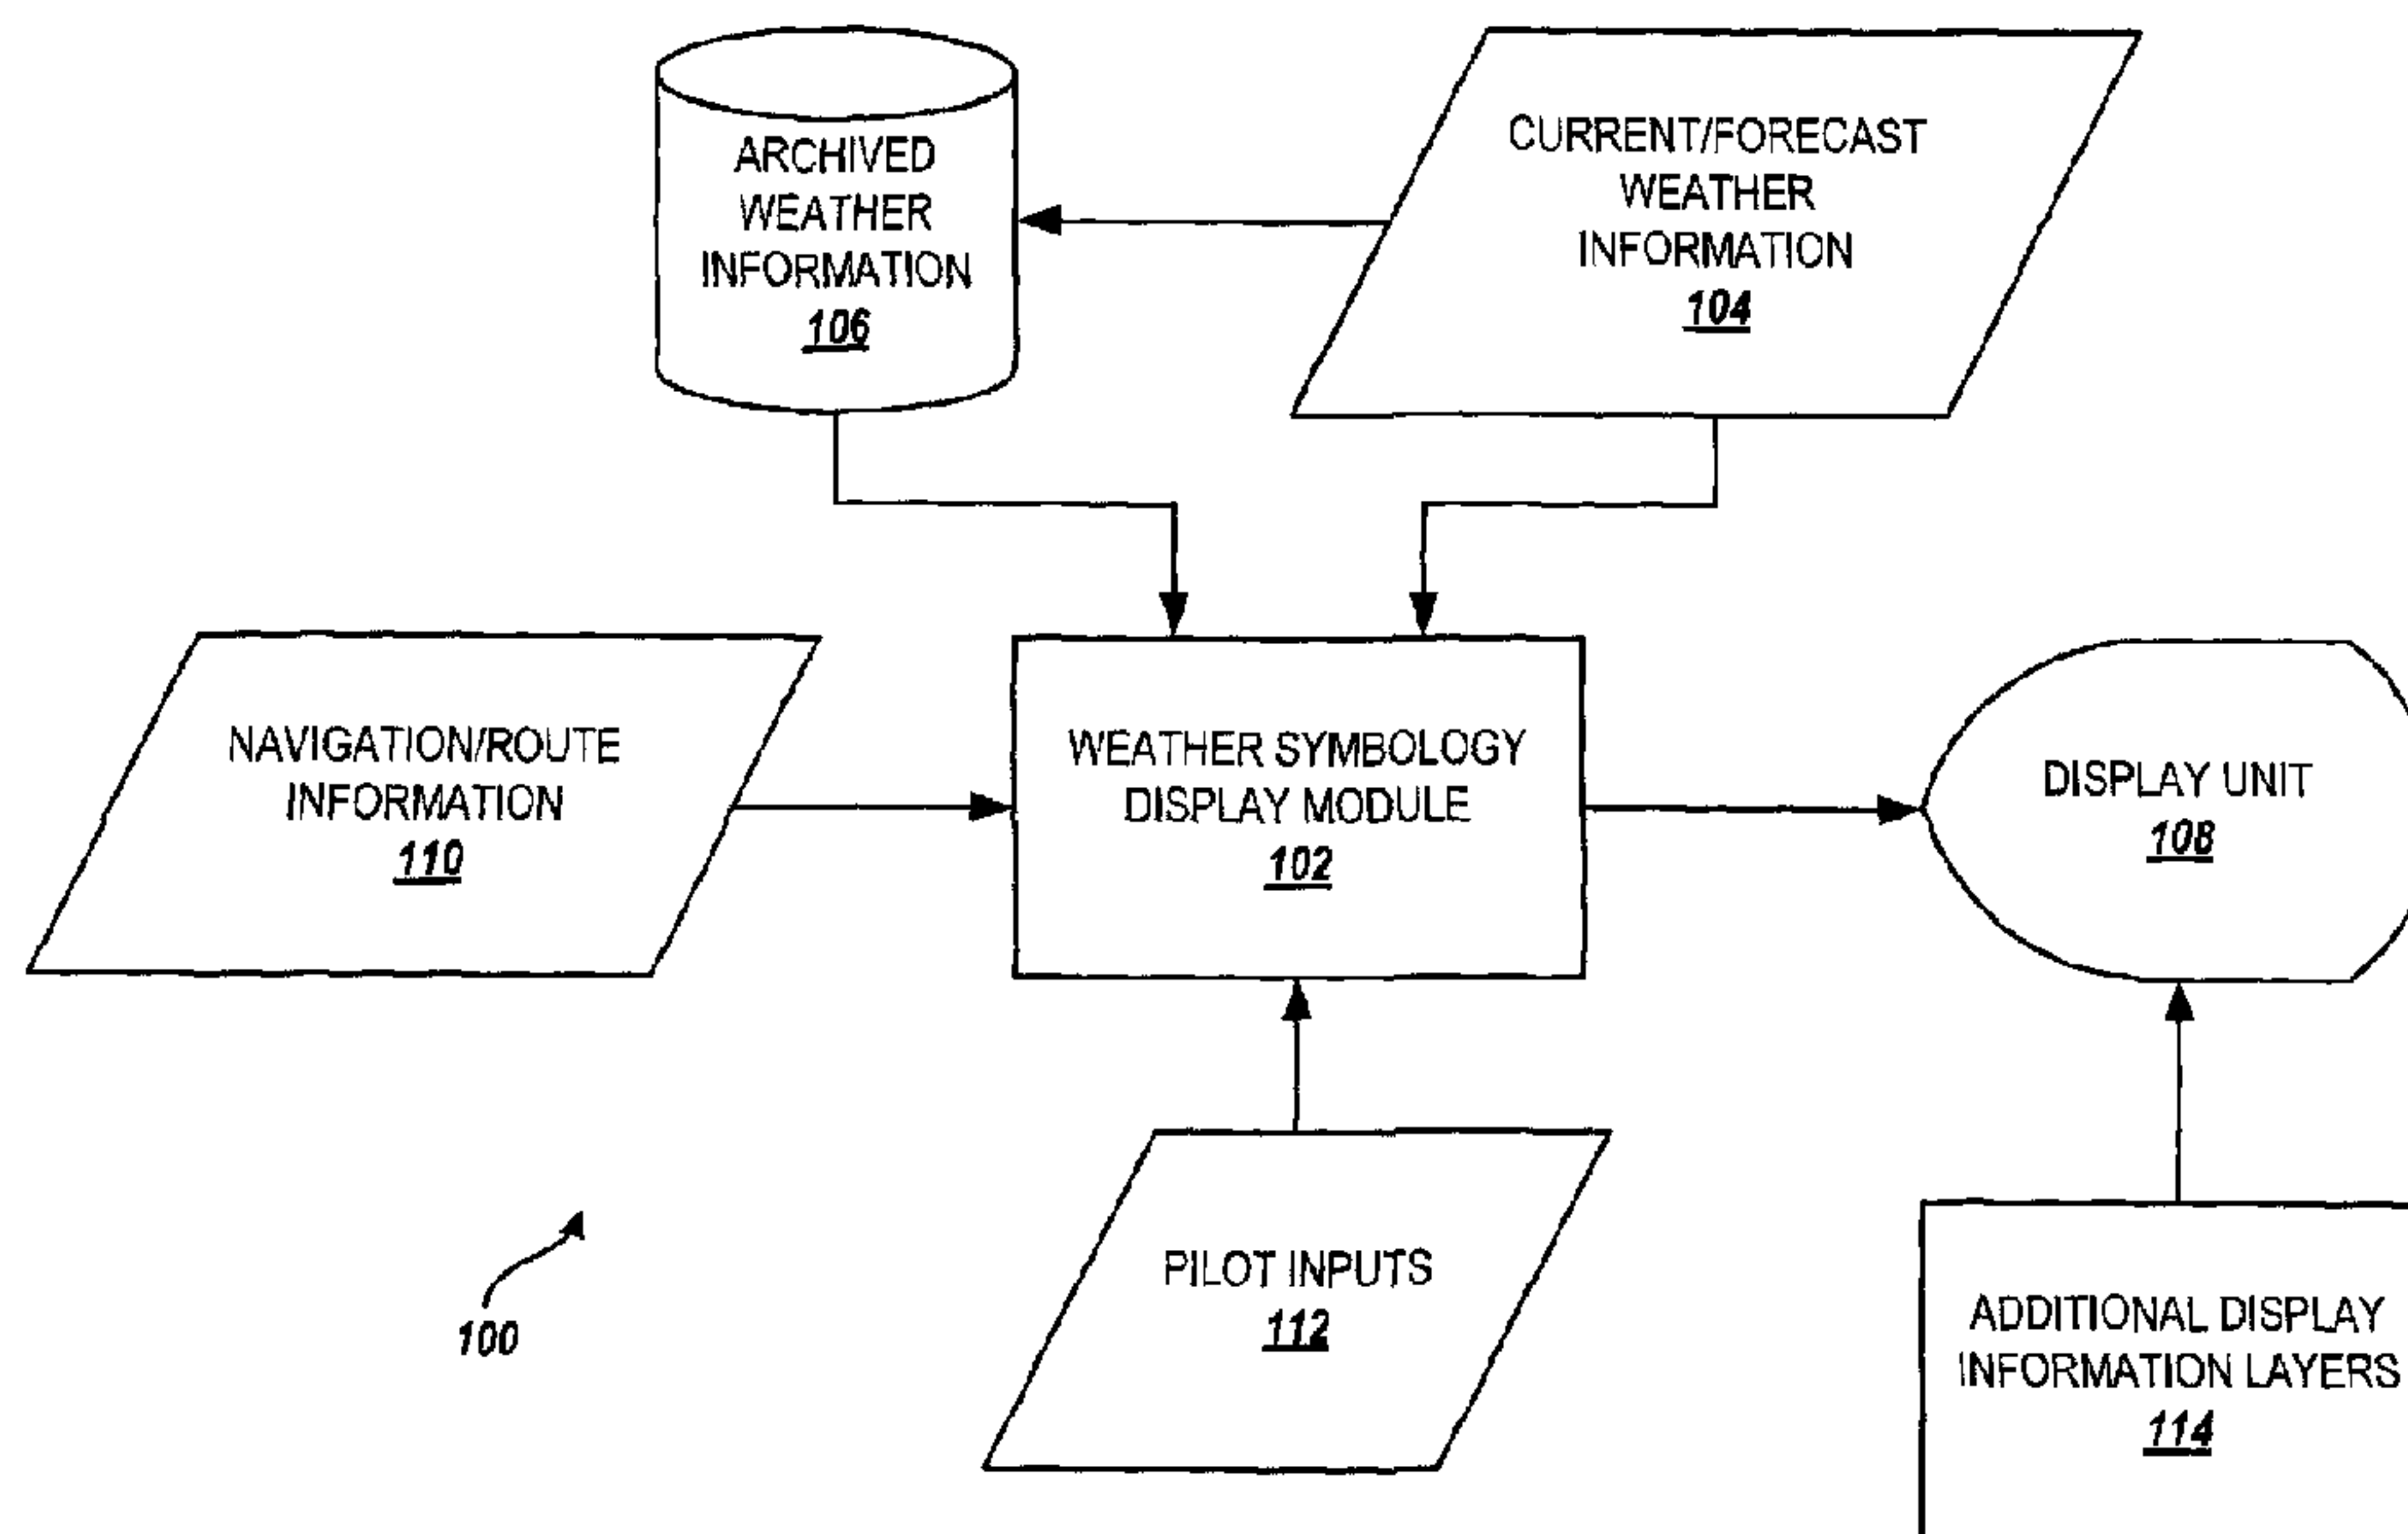 ARCHIVED
WEATHER
INFORMATION
106
CURRENT/FORECAST
WEATHER
INFORMATION
104
NAVIGATION/ROUTE
INFORMATION
110
WEATHER SYMBOLOGY
DISPLAY MODULE
102
DISPLAY UNIT
108
100
PILOT INPUTS
112
ADDITIONAL DISPLAY
INFORMATION LAYERS
114